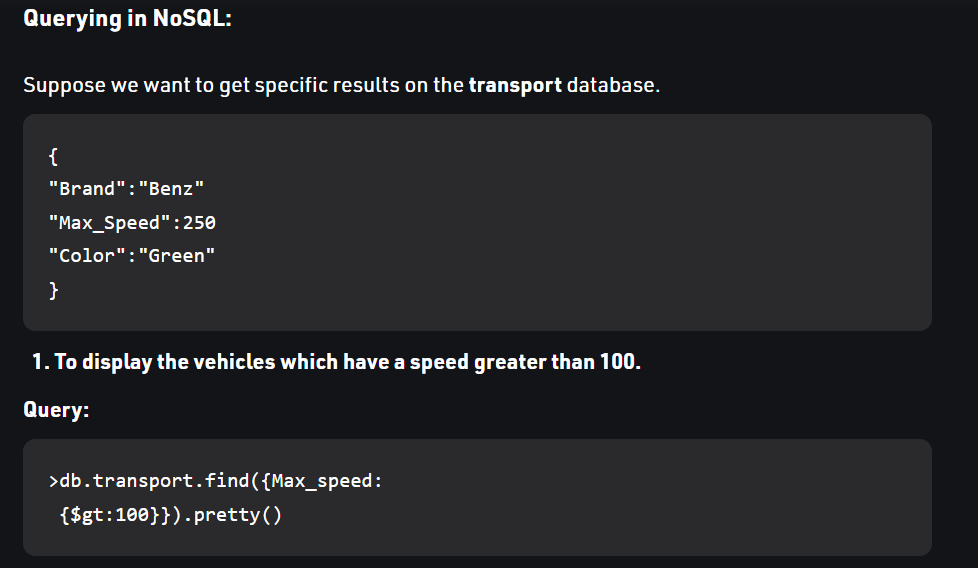 Querying in NoSQL:
Suppose we want to get specific results on the transport database.
{
"Brand":"Benz"
"Max_Speed":250
"Color":"Green"
}
1. To display the vehicles which have a speed greater than 100.
Query:
>db.transport.find({Max_speed:
{$gt:100}}).pretty()